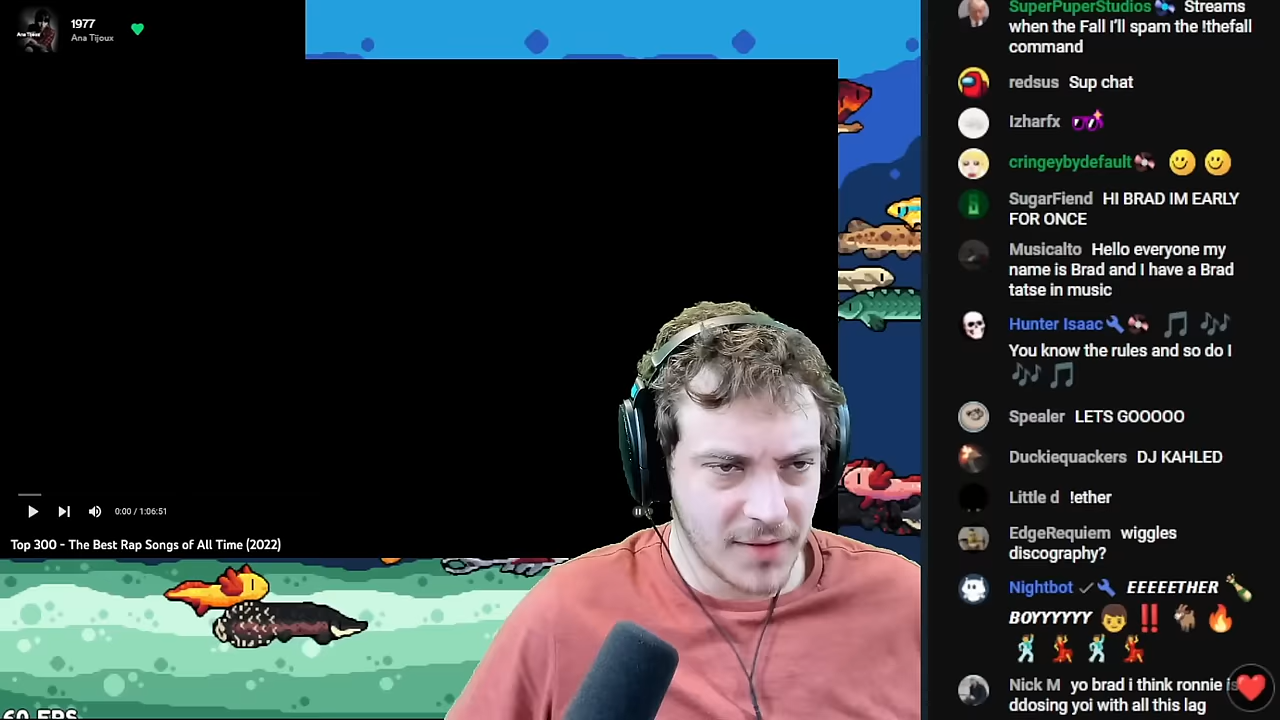 1977
Ana Tijoux
Ana Tijoux
0:00 / 1:06:51
Top 300 - The Best Rap Songs of All Time (2022)
60 FPS
SuperPuperStudios Streams
when the Fall I'll spam the !thefall
command
redsus Sup chat
Izharfx
cringeybydefault
SugarFiend HI BRAD IM EARLY
FOR ONCE
Musicalto Hello everyone my
name is Brad and I have a Brad
tatse in music
Hunter Isaac
You know the rules and so do I
Spealer LETS GOOOOO
Duckiequackers DJ KAHLED
Little d !ether
EdgeRequiem wiggles
discography?
Nightbot EEEEETHER
BOYYYYYY
Nick M yo brad i think ronnie is
ddosing yoi with all this lag